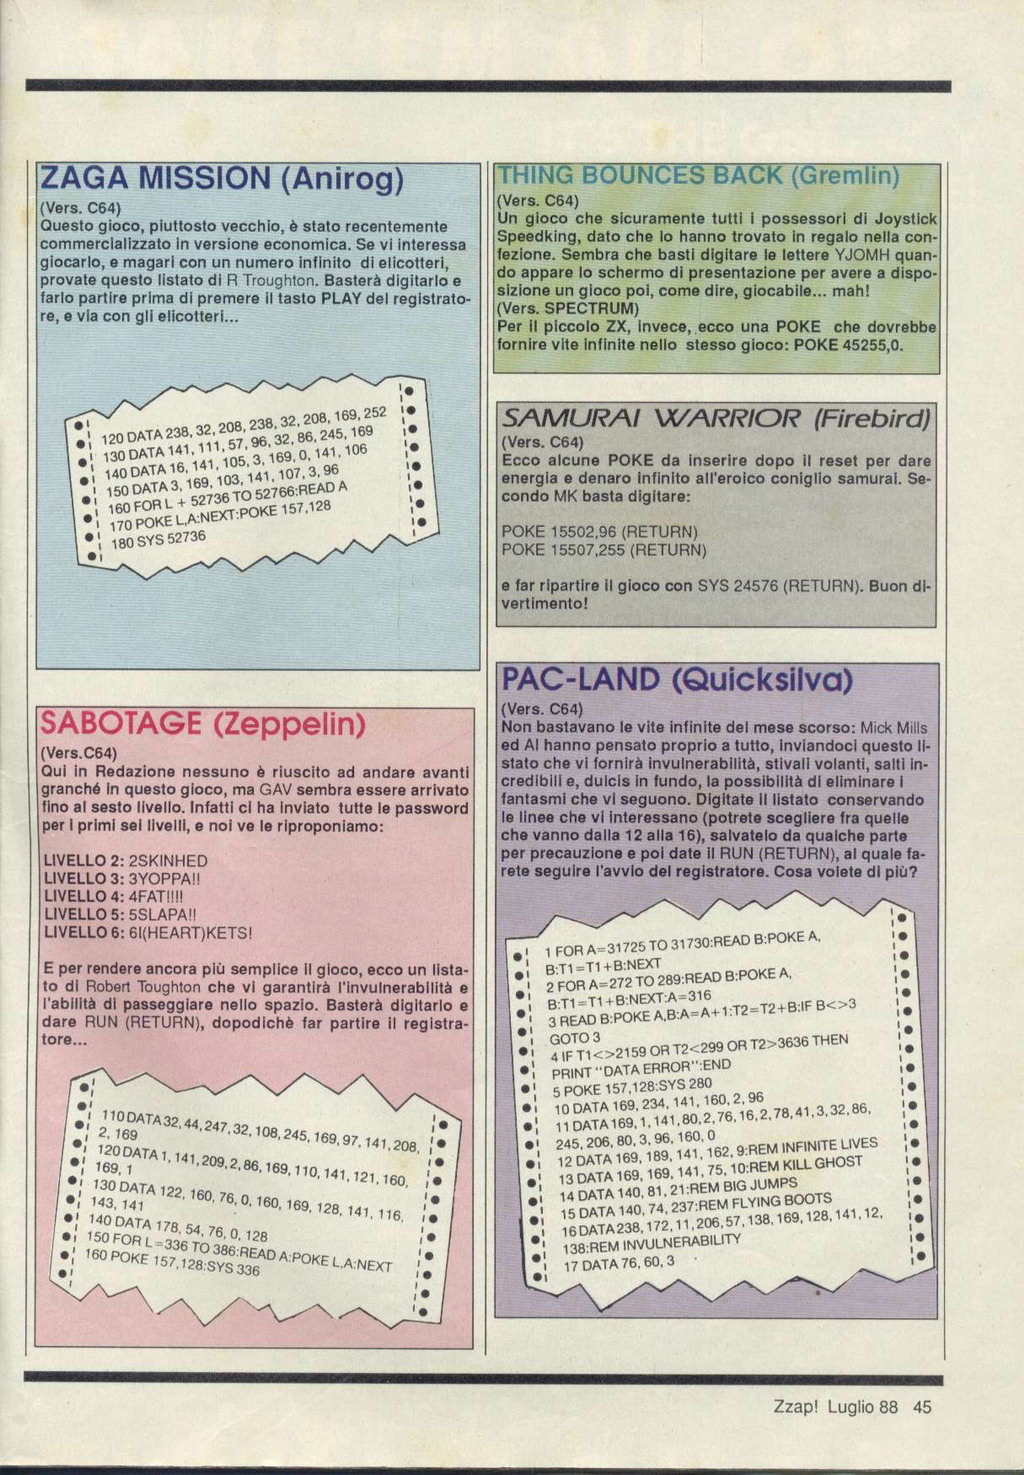 ZAGA MISSION (Anirog)
(Vers. C64)
Questo gioco, piuttosto vecchio, è stato recentemente
commercializzato in versione economica. Se vi interessa
giocarlo, e magari con un numero infinito di elicotteri,
provate questo listato di R Troughton. Basterà digitarlo e
farlo partire prima di premere il tasto PLAY del registrato-
re, e via con gli elicotteri...
120 DATA 238, 32, 208, 238, 32, 208, 169, 252
130 DATA 141, 111, 57, 96, 32, 86, 245, 169
140 DATA 16, 141, 105, 3, 169, 0, 141, 106
150 DATA 3, 169, 103, 141, 107, 3, 96
160 FOR L + 52736 TO 52766:READ A
170 POKE L,A:NEXT:POKE 157,128
180 SYS 52736
SABOTAGE (Zeppelin)
(Vers.C64)
Qui in Redazione nessuno è riuscito ad andare avanti
granché in questo gioco, ma GAV sembra essere arrivato
fino al sesto livello. Infatti ci ha inviato tutte le password
per i primi sei livelli, e noi ve le riproponiamo:
LIVELLO 2: 2SKINHED
LIVELLO 3: 3YOPPA!!
LIVELLO 4: 4FAT!!!!
LIVELLO 5: 5SLAPA!!
LIVELLO 6: 6I(HEART)KETS!
E per rendere ancora più semplice il gioco, ecco un lista-
to di Robert Toughton che vi garantirà l'invulnerabilità e
l'abilità di passeggiare nello spazio. Basterà digitarlo e
dare RUN (RETURN), dopodichè far partire il registra-
tore...
110 DATA32, 44, 247, 32, 108, 245, 169, 97, 141, 208,
2, 169
120 DATA 1, 141, 209, 2, 86, 169, 110, 141, 121, 160,
169, 1
130 DATA 122, 160, 76, 0, 160, 169, 128, 141, 116,
143, 141
140 DATA 178, 54, 76, 0, 128
150 FOR L=336 TO 386:READ A:POKE L,A:NEXT
160 POKE 157,128:SYS 336
THING BOUNCES BACK (Gremlin)
(Vers. C64)
Un gioco che sicuramente tutti i possessori di Joystick
Speedking, dato che lo hanno trovato in regalo nella con-
fezione. Sembra che basti digitare le lettere YJOMH quan-
do appare lo schermo di presentazione per avere a dispo-
sizione un gioco poi, come dire, giocabile... mah!
(Vers. SPECTRUM)
Per il piccolo ZX, invece, ecco una POKE che dovrebbe
fornire vite infinite nello stesso gioco: POKE 45255,0.
SAMURAI WARRIOR (Firebird)
(Vers. C64)
Ecco alcune POKE da inserire dopo il reset per dare
energia e denaro infinito all'eroico coniglio samurai. Se-
condo MK basta digitare:
POKE 15502,96 (RETURN)
POKE 15507,255 (RETURN)
e far ripartire il gioco con SYS 24576 (RETURN). Buon di-
vertimento!
PAC-LAND (Quicksilva)
(Vers. C64)
Non bastavano le vite infinite del mese scorso: Mick Mills
ed Al hanno pensato proprio a tutto, inviandoci questo li-
stato che vi fornirà invulnerabilità, stivali volanti, salti in-
credibili e, dulcis in fundo, la possibilità di eliminare i
fantasmi che vi seguono. Digitate il listato conservando
le linee che vi interessano (potrete scegliere fra quelle
che vanno dalla 12 alla 16), salvatelo da qualche parte
per precauzione e poi date il RUN (RETURN), al quale fa-
rete seguire l'avvio del registratore. Cosa volete di più?
1 FOR A=31725 TO 31730:READ B:POKE A,
B:T1=T1+B:NEXT
2 FOR A=272 TO 289:READ B:POKE A,
B:T1=T1+B:NEXT:A=316
3 READ B:POKE A,B:A=A+1:T2=T2+B:IF B<>3
GOTO 3
4 IF T1<>2159 OR T2<299 OR T2>3636 THEN
PRINT "DATA ERROR":END
5 POKE 157,128:SYS 280
10 DATA 169, 234, 141, 160, 2, 96
11 DATA 169, 1, 141, 80, 2, 76, 16, 2, 78, 41, 3, 32, 86,
245, 206, 80, 3, 96, 160, 0
12 DATA 169, 189, 141, 162, 9:REM INFINITE LIVES
13 DATA 169, 169, 141, 75, 10:REM KILL GHOST
14 DATA 140, 81, 21:REM BIG JUMPS
15 DATA 140, 74, 237:REM FLYING BOOTS
16 DATA238, 172, 11, 206, 57, 138, 169, 128, 141, 12,
138:REM INVULNERABILITY
17 DATA 76, 60, 3
Zzap! Luglio 88 45